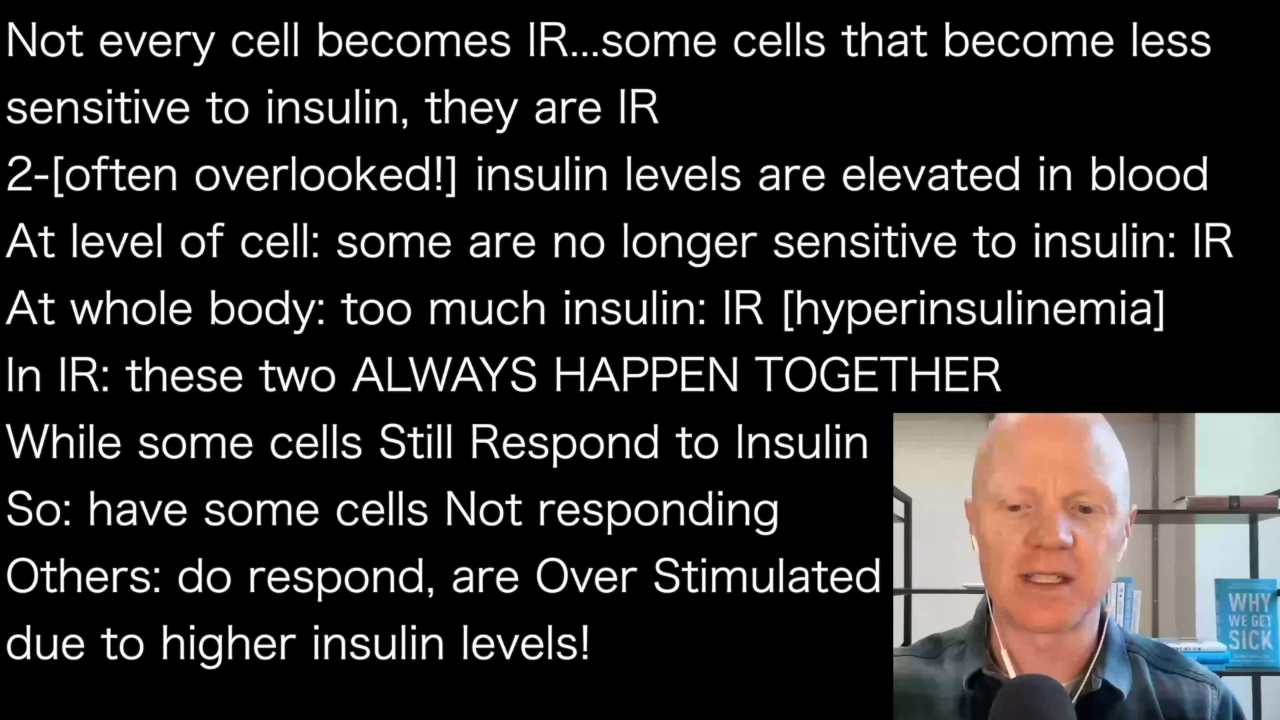 Not every cell becomes IR...some cells that become less
sensitive to insulin, they are IR
2-[often overlooked!] insulin levels are elevated in blood
At level of cell: some are no longer sensitive to insulin: IR
At whole body: too much insulin: IR [hyperinsulinemia]
In IR: these two ALWAYS HAPPEN TOGETHER
While some cells Still Respond to Insulin
So: have some cells Not responding
Others: do respond, are Over Stimulated
due to higher insulin levels!
WHY
WE GET
SICK